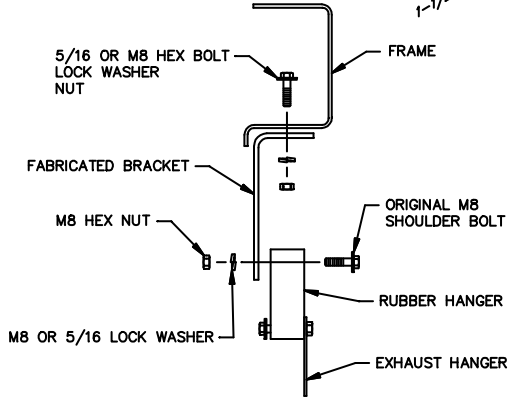 5/16 OR M8 HEX BOLT
LOCK WASHER
NUT
FRAME
FABRICATED BRACKET
M8 HEX NUT
ORIGINAL M8
SHOULDER BOLT
RUBBER HANGER
M8 OR 5/16 LOCK WASHER
EXHAUST HANGER